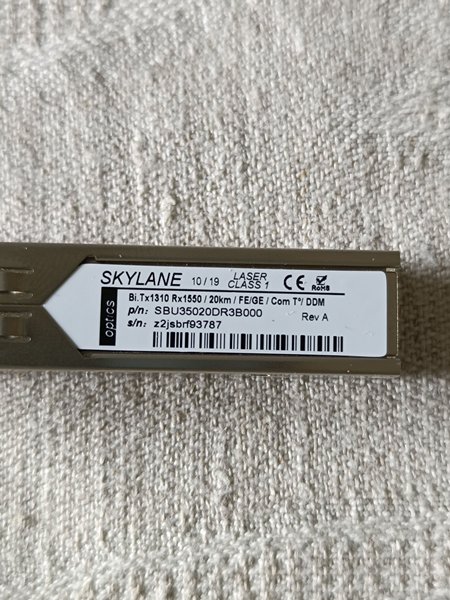 SKYLANE 10 / 19 LASER CLASS 1 CE RoHS
optics
Bi.Tx1310 Rx1550 / 20km / FE/GE / Com T°/ DDM
p/n: SBU35020DR3B000 Rev A
s/n: z2jsbrf93787